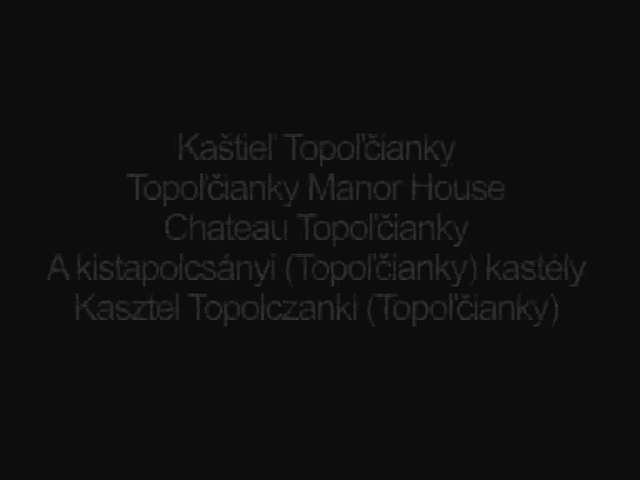 Kaštieľ Topoľčianky
Topoľčianky Manor House
Chateau Topoľčianky
A kistapolcsányi (Topoľčianky) kastély
Kasztel Topolczanki (Topoľčianky)